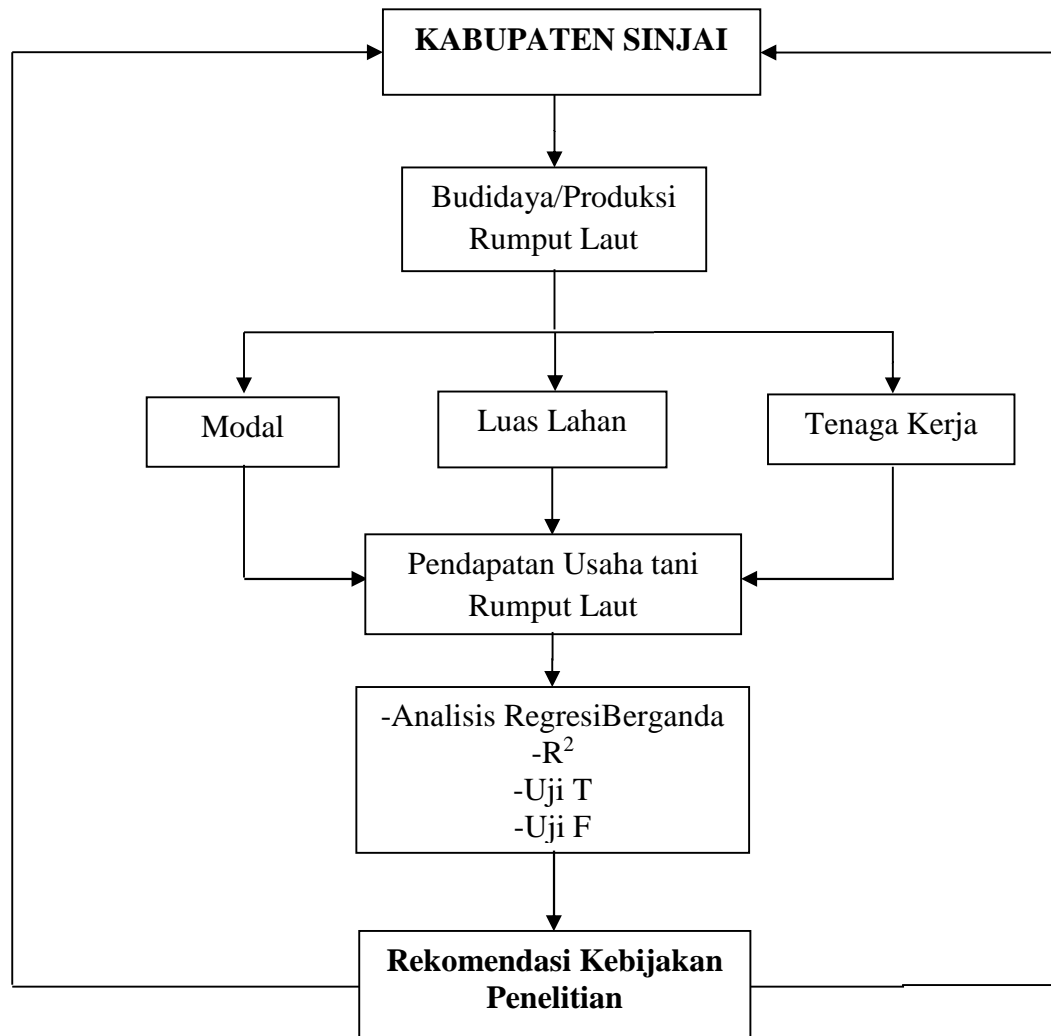 KABUPATEN SINJAI
Budidaya/Produksi
Rumput Laut
Modal
Luas Lahan
Tenaga Kerja
Pendapatan Usaha tani
Rumput Laut
-Analisis RegresiBerganda
-R²
-Uji T
-Uji F
Rekomendasi Kebijakan
Penelitian